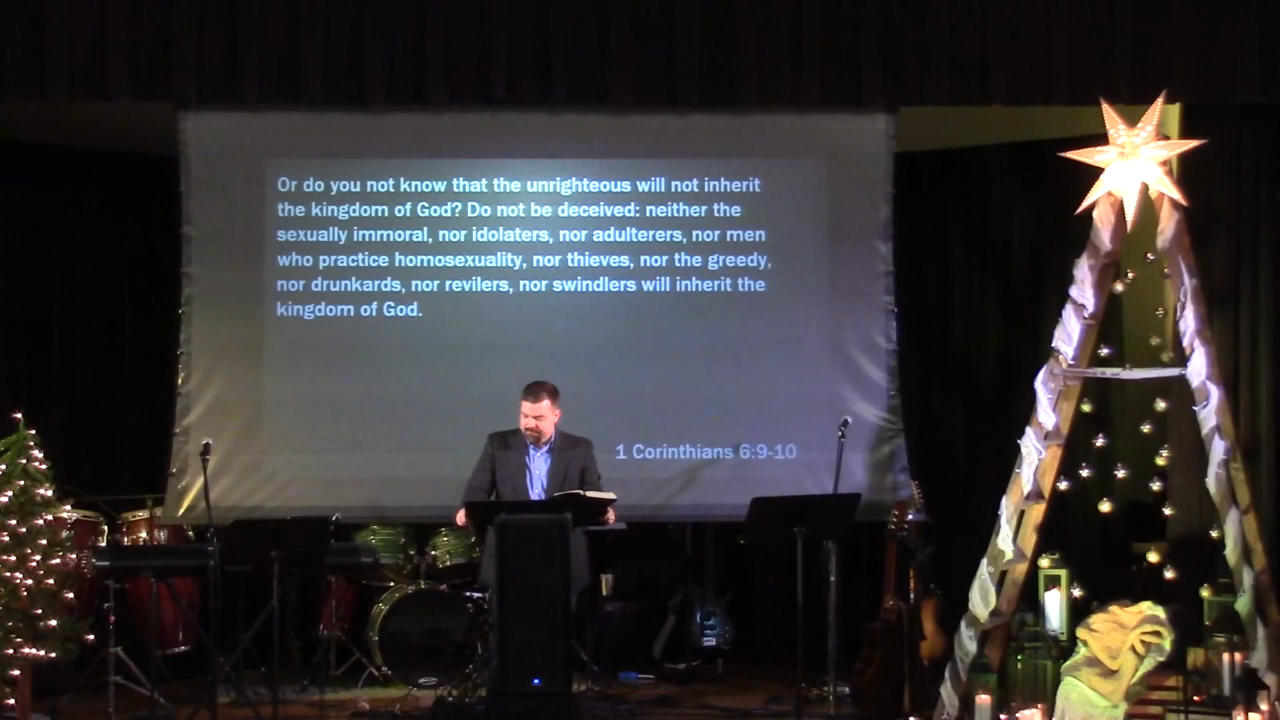 Or do you not know that the unrighteous will not inherit
the kingdom of God? Do not be deceived: neither the
sexually immoral, nor idolaters, nor adulterers, nor men
who practice homosexuality, nor thieves, nor the greedy,
nor drunkards, nor revilers, nor swindlers will inherit the
kingdom of God.
1 Corinthians 6:9-10